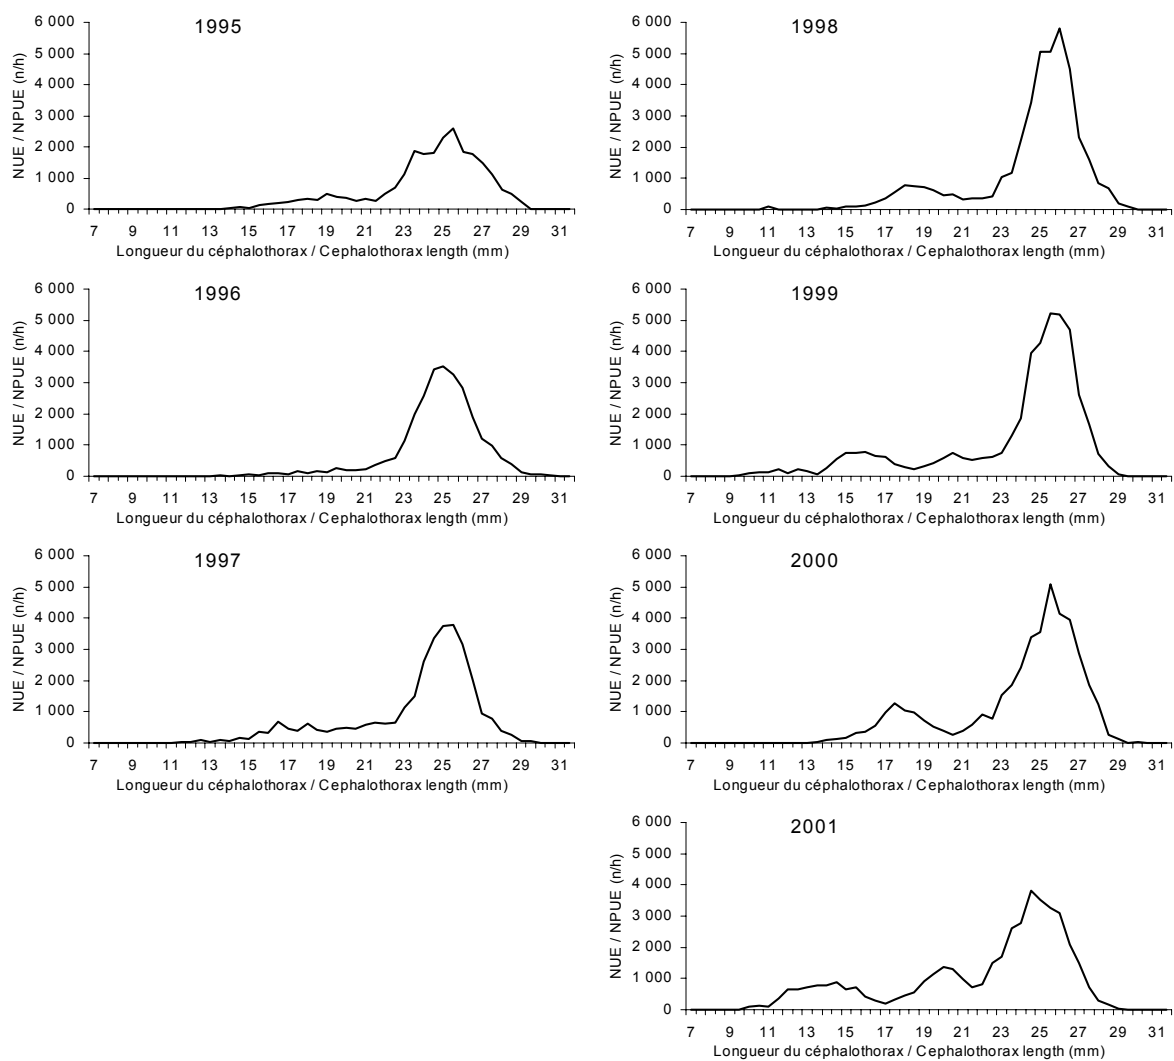 1995
6 000
5 000
4 000
3 000
2 000
1 000
0
NUE / NPUE (n/h)
7 9 11 13 15 17 19 21 23 25 27 29 31
Longueur du céphalothorax / Cephalothorax length (mm)
1996
6 000
5 000
4 000
3 000
2 000
1 000
0
NUE / NPUE (n/h)
7 9 11 13 15 17 19 21 23 25 27 29 31
Longueur du céphalothorax / Cephalothorax length (mm)
1997
6 000
5 000
4 000
3 000
2 000
1 000
0
NUE / NPUE (n/h)
7 9 11 13 15 17 19 21 23 25 27 29 31
Longueur du céphalothorax / Cephalothorax length (mm)
1998
6 000
5 000
4 000
3 000
2 000
1 000
0
NUE / NPUE (n/h)
7 9 11 13 15 17 19 21 23 25 27 29 31
Longueur du céphalothorax / Cephalothorax length (mm)
1999
6 000
5 000
4 000
3 000
2 000
1 000
0
NUE / NPUE (n/h)
7 9 11 13 15 17 19 21 23 25 27 29 31
Longueur du céphalothorax / Cephalothorax length (mm)
2000
6 000
5 000
4 000
3 000
2 000
1 000
0
NUE / NPUE (n/h)
7 9 11 13 15 17 19 21 23 25 27 29 31
Longueur du céphalothorax / Cephalothorax length (mm)
2001
6 000
5 000
4 000
3 000
2 000
1 000
0
NUE / NPUE (n/h)
7 9 11 13 15 17 19 21 23 25 27 29 31
Longueur du céphalothorax / Cephalothorax length (mm)